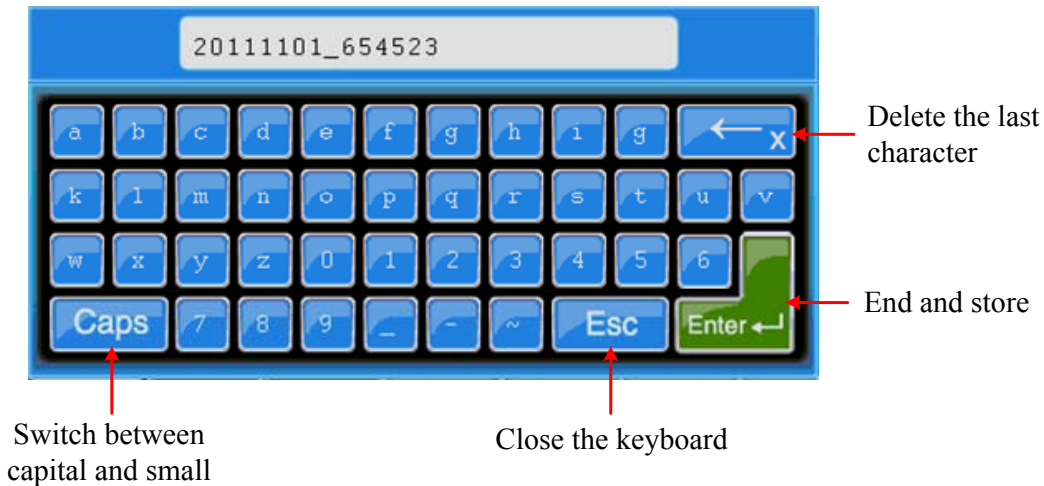 20111101_654523
a b c d e f g h i g ← x
k l m n o p q r s t u v
w x y z 0 1 2 3 4 5 6
Caps 7 8 9 _ - ~ Esc Enter ↵
Delete the last
character
End and store
Switch between
capital and small
Close the keyboard